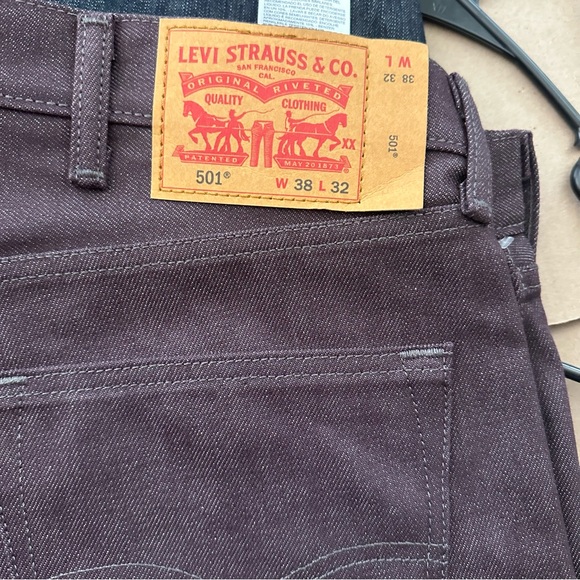 LEVI STRAUSS & CO.
SAN FRANCISCO
CAL.
ORIGINAL RIVETED
QUALITY CLOTHING
XX
PATENTED MAY 20 1873
501® W 38 L 32
W L
38 32
501®